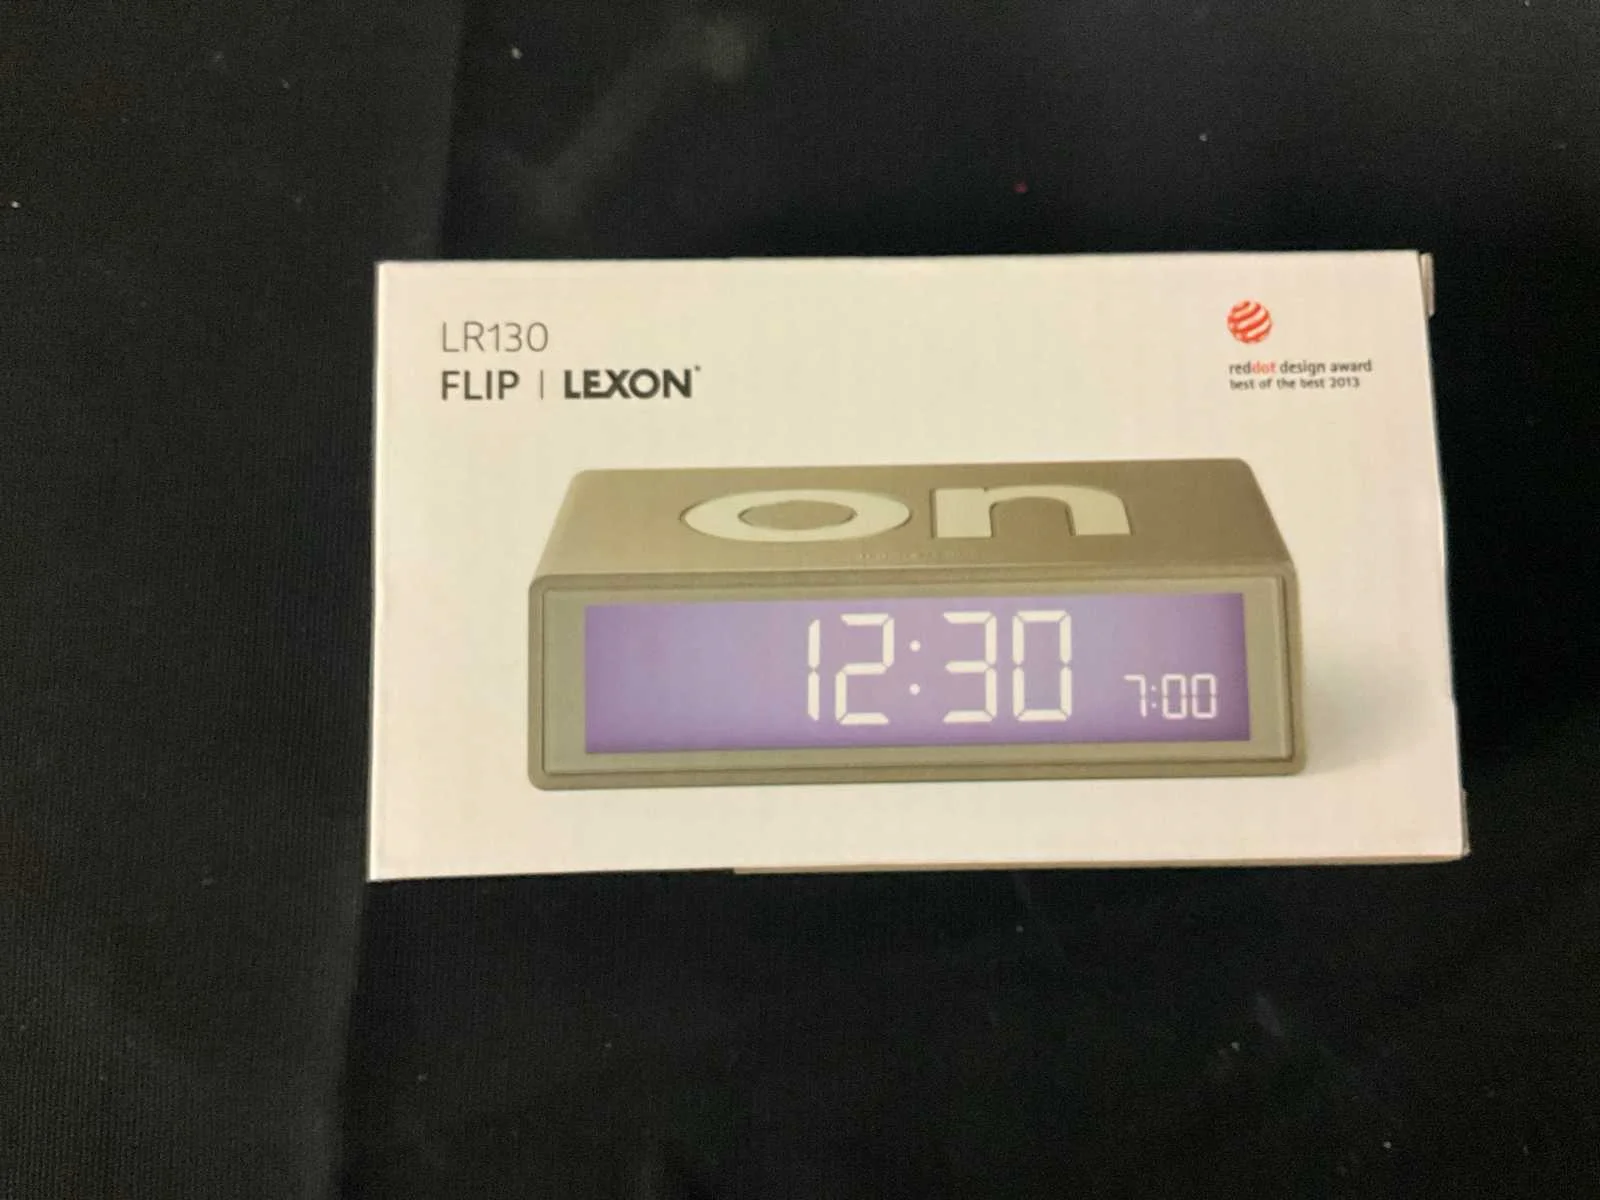 LR130
FLIP | LEXON®
reddot design award
best of the best 2013
on
12:30
7:00